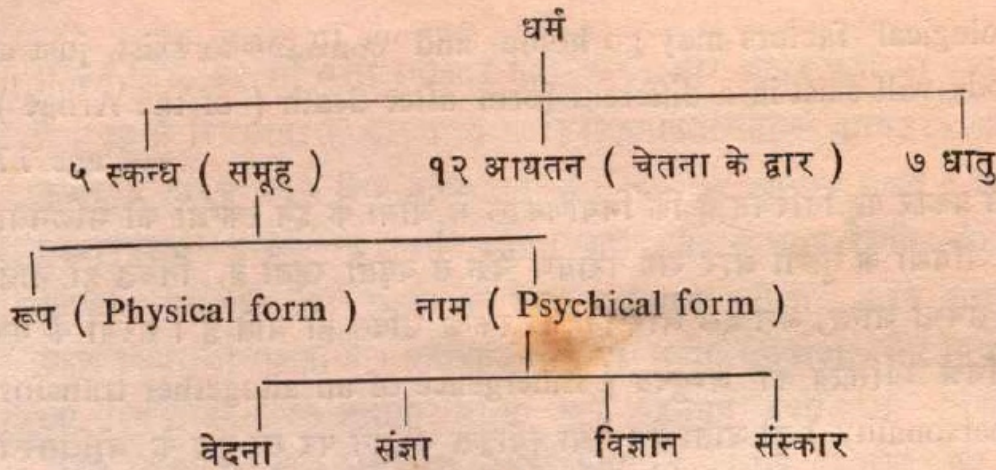 धर्म
५ स्कन्ध ( समूह ) १२ आयतन ( चेतना के द्वार ) ७ धातु
रूप ( Physical form ) नाम ( Psychical form )
वेदना संज्ञा विज्ञान संस्कार